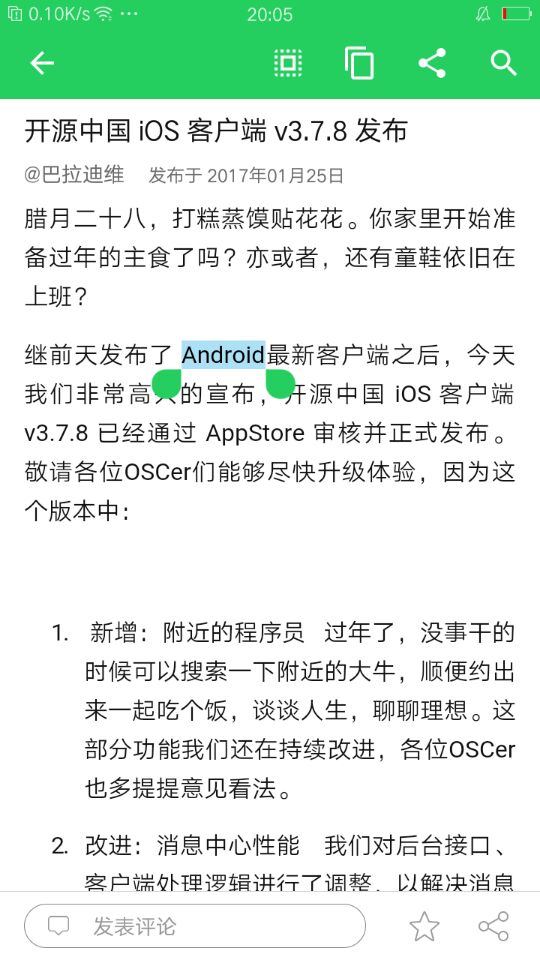 0.10K/s 20:05
开源中国 iOS 客户端 v3.7.8 发布
@巴拉迪维 发布于 2017年01月25日
腊月二十八，打糕蒸馍贴花花。你家里开始准
备过年的主食了吗？亦或者，还有童鞋依旧在
上班？
继前天发布了 Android最新客户端之后，今天
我们非常高兴的宣布，开源中国 iOS 客户端
v3.7.8 已经通过 AppStore 审核并正式发布。
敬请各位OSCer们能够尽快升级体验，因为这
个版本中：
1. 新增：附近的程序员 过年了，没事干的
时候可以搜索一下附近的大牛，顺便约出
来一起吃个饭，谈谈人生，聊聊理想。这
部分功能我们还在持续改进，各位OSCer
也多提提意见看法。
2. 改进：消息中心性能 我们对后台接口、
客户端处理逻辑进行了调整，以解决消息
发表评论